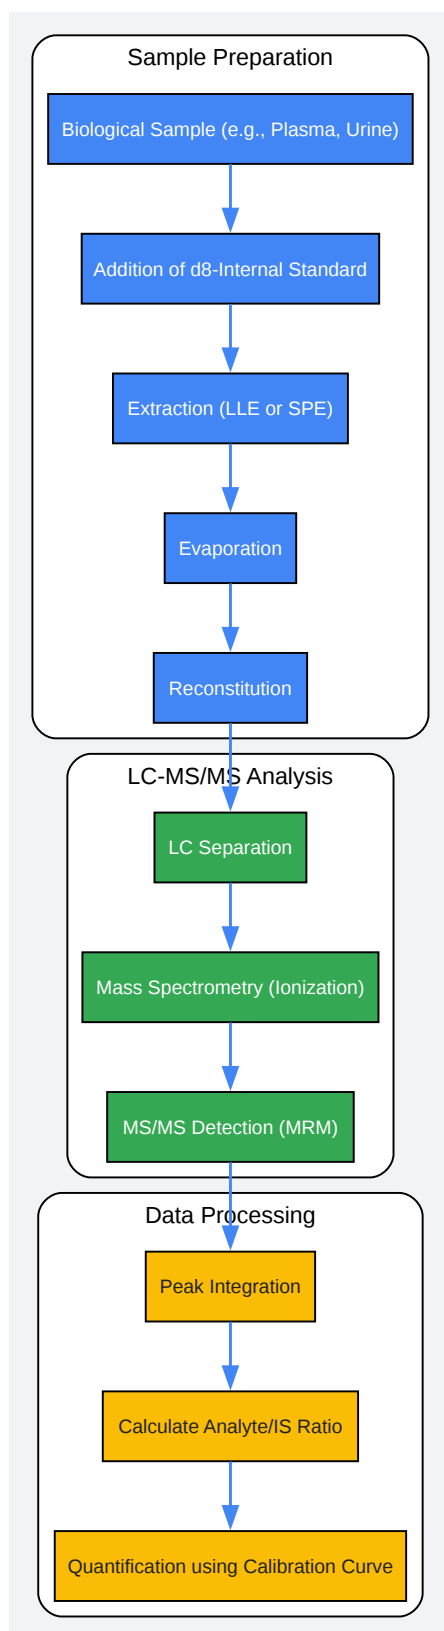 Sample Preparation
Biological Sample (e.g., Plasma, Urine)
Addition of d8-Internal Standard
Extraction (LLE or SPE)
Evaporation
Reconstitution
LC-MS/MS Analysis
LC Separation
Mass Spectrometry (Ionization)
MS/MS Detection (MRM)
Data Processing
Peak Integration
Calculate Analyte/IS Ratio
Quantification using Calibration Curve